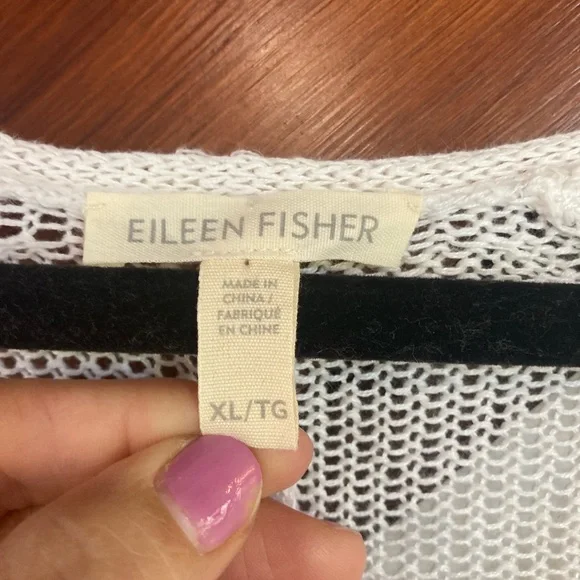 EILEEN FISHER
MADE IN
CHINA /
FABRIQUÉ
EN CHINE
XL/TG